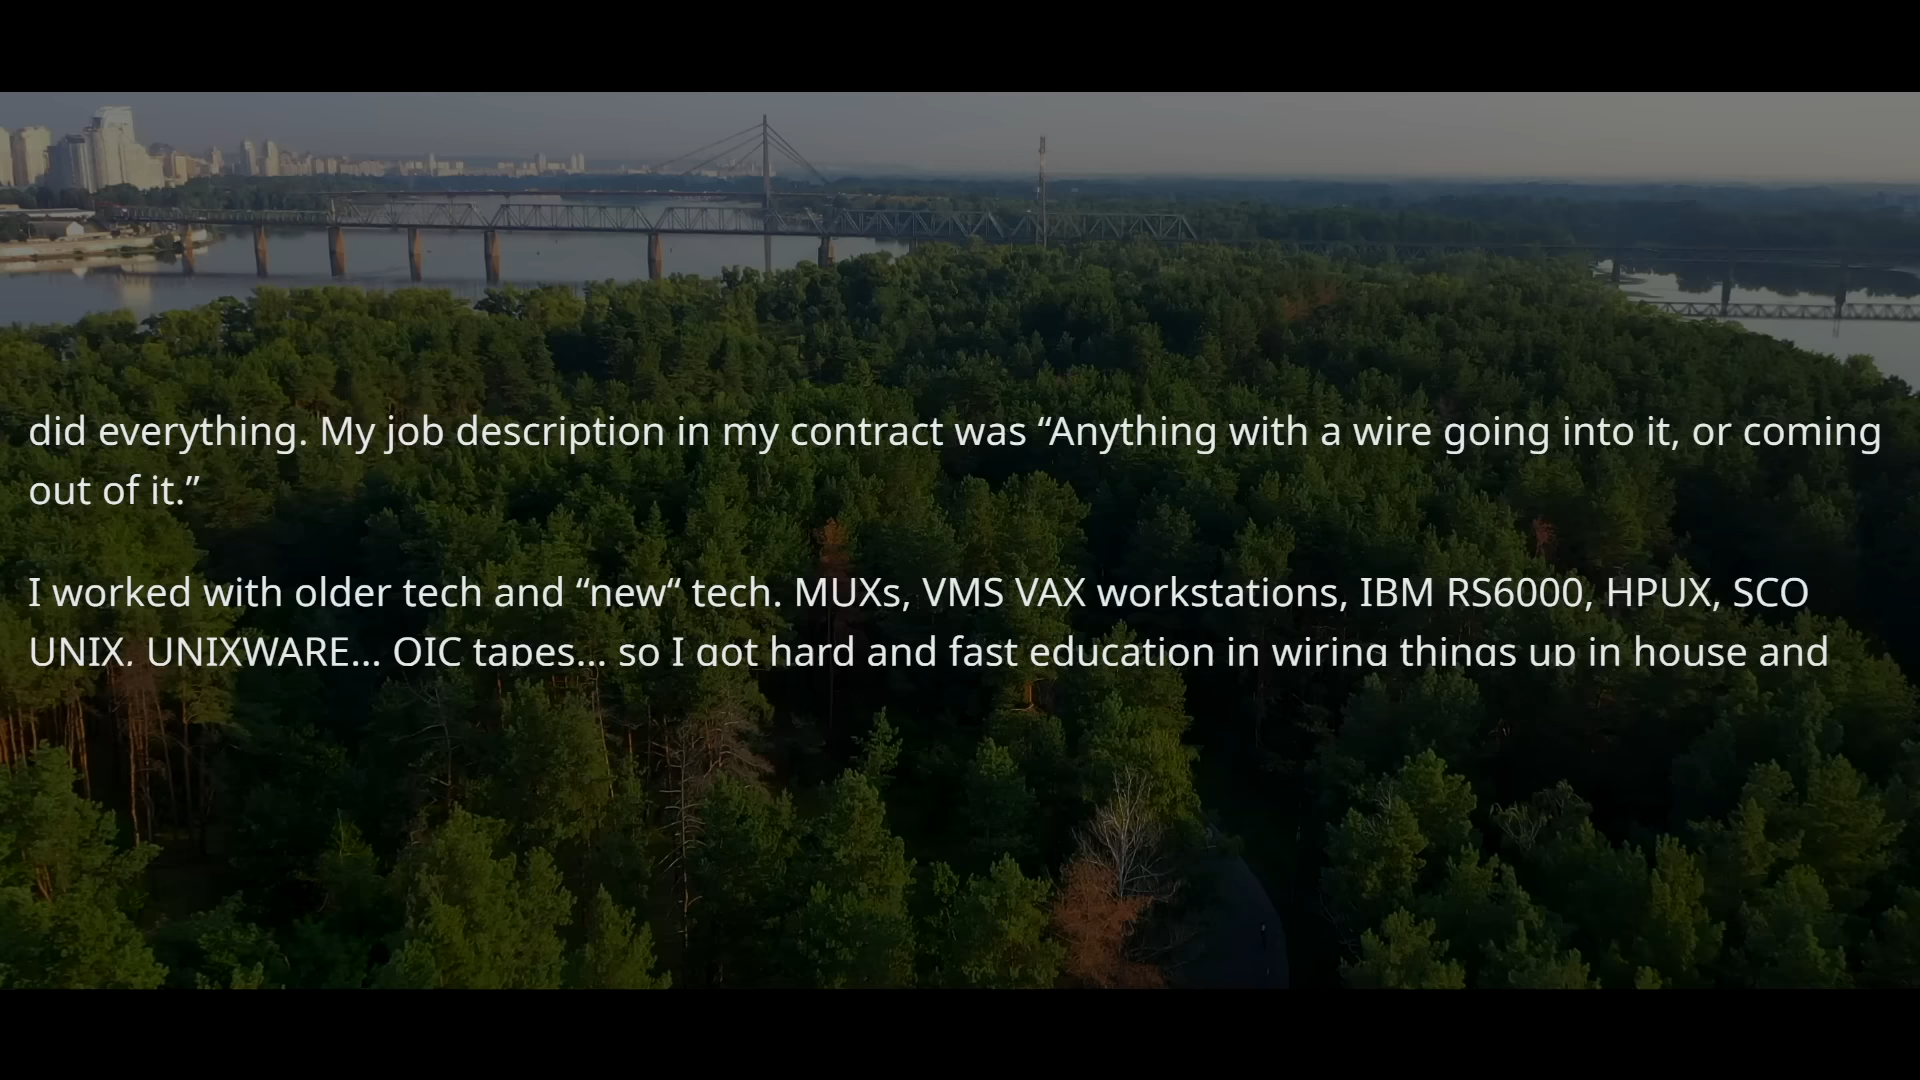 did everything. My job description in my contract was “Anything with a wire going into it, or coming
out of it.”
I worked with older tech and “new“ tech. MUXs, VMS VAX workstations, IBM RS6000, HPUX, SCO
UNIX, UNIXWARE... OIC tapes... so I got hard and fast education in wiring things up in house and